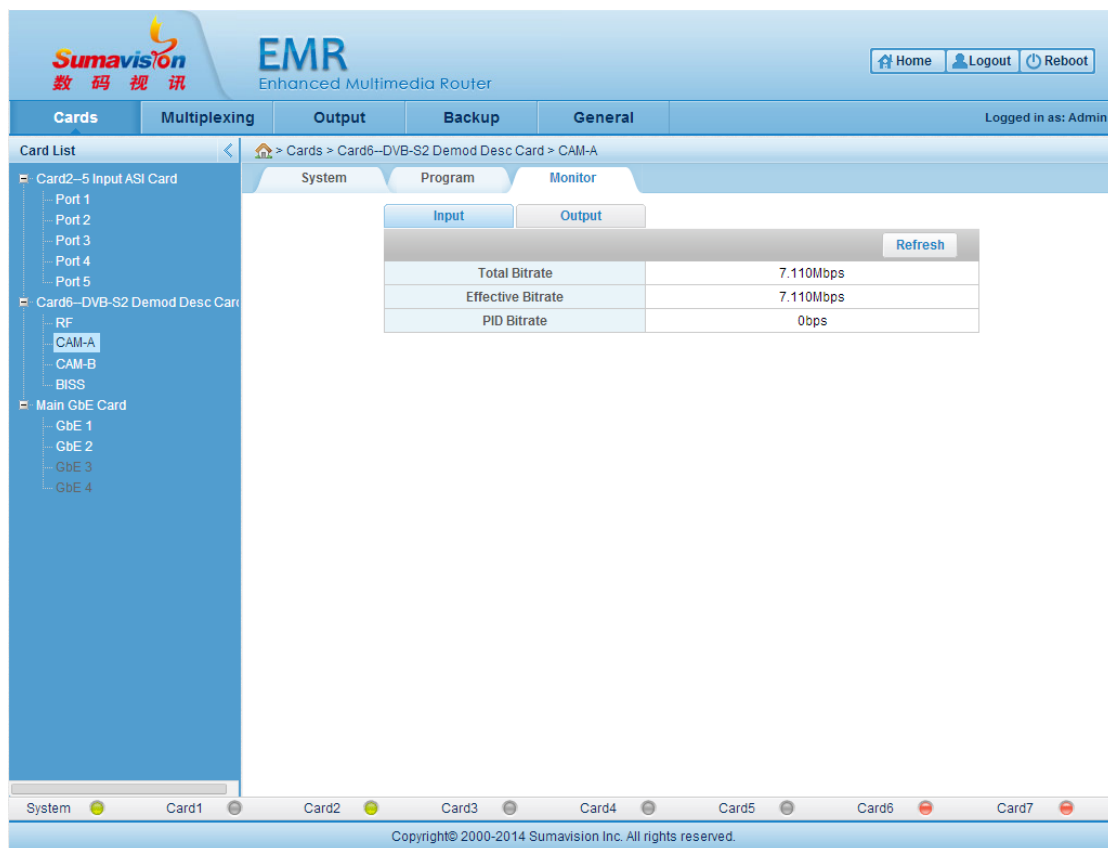 Sumavision
数码视讯
EMR
Enhanced Multimedia Router
Home Logout Reboot
Cards Multiplexing Output Backup General Logged in as: Admin
Card List
> Cards > Card6--DVB-S2 Demod Desc Card > CAM-A
System Program Monitor
Card2--5 Input ASI Card
Port 1
Port 2
Port 3
Port 4
Port 5
Card6--DVB-S2 Demod Desc Card
RF
CAM-A
CAM-B
BISS
Main GbE Card
GbE 1
GbE 2
GbE 3
GbE 4
Input Output
Refresh
Total Bitrate 7.110Mbps
Effective Bitrate 7.110Mbps
PID Bitrate 0bps
System Card1 Card2 Card3 Card4 Card5 Card6 Card7
Copyright© 2000-2014 Sumavision Inc. All rights reserved.